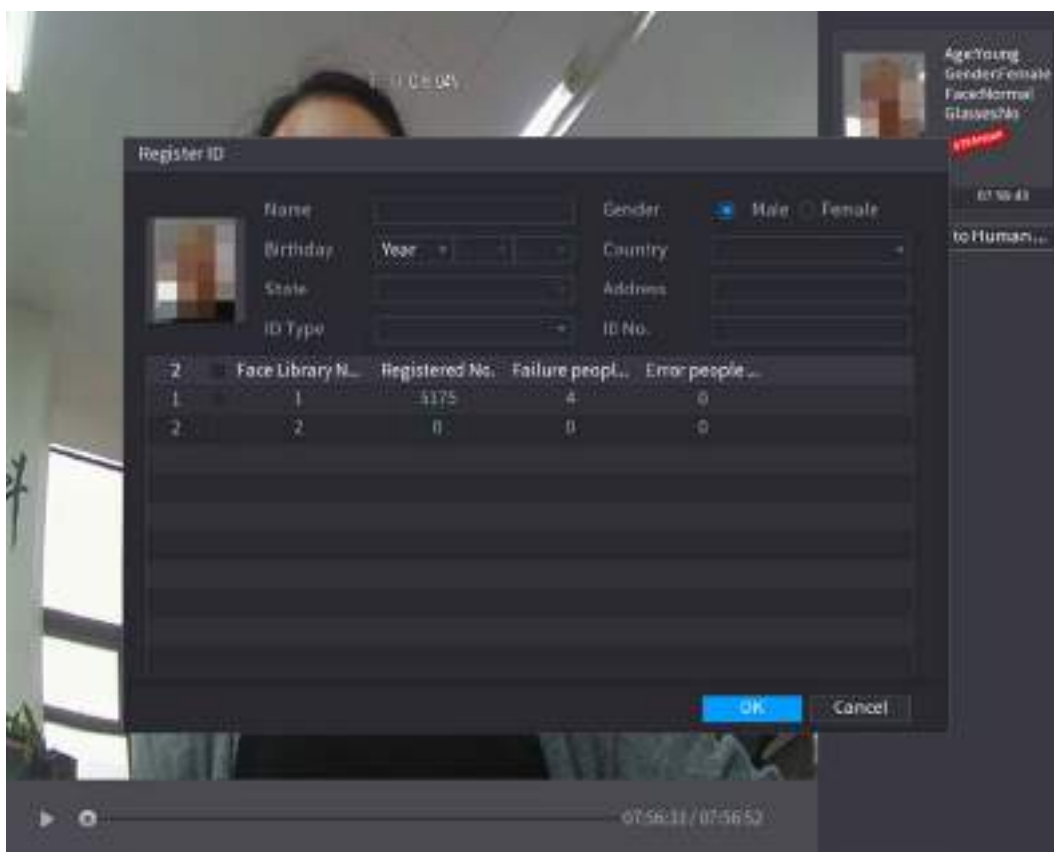 Age:Young
Gender:Female
Face:Normal
Glasses:No
Stranger
07:56:43
to Human...
Register ID
Name
Gender
Male
Female
Birthday
Year
Country
State
Address
ID Type
ID No.
2 Face Library N... Registered No. Failure peopl... Error people ...
1 1 5175 4 0
2 2 0 0 0
OK
Cancel
07:56:33 / 07:56:52